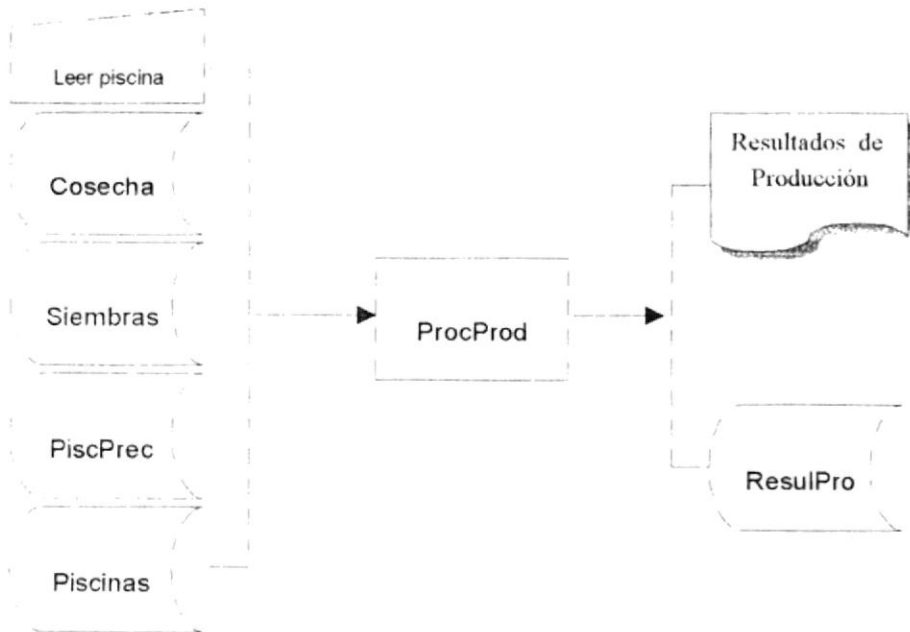 Leer piscina
Cosecha
Siembras
PiscPrec
Piscinas
ProcProd
Resultados de
Producción
ResulPro